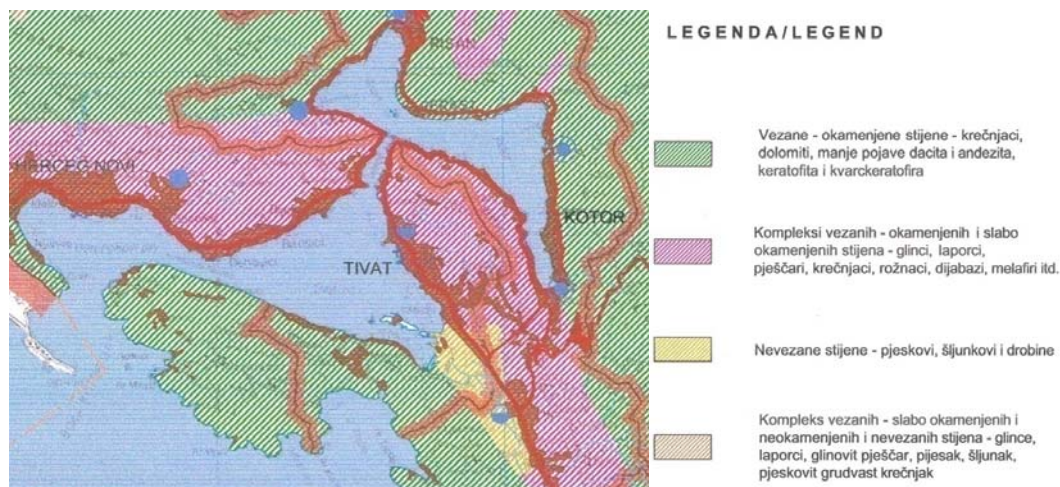 LEGENDA/LEGEND
RISAN
PERAST
HERCEG NOVI
KOTOR
TIVAT
Vezane - okamenjene stijene - krečnjaci,
dolomiti, manje pojave dacita i andezita,
keratofita i kvarckeratofira
Kompleksi vezanih - okamenjenih i slabo
okamenjenih stijena - glinci, laporci,
pješčari, krečnjaci, rožnaci, dijabazi, melafiri itd.
Nevezane stijene - pjeskovi, šljunkovi i drobine
Kompleks vezanih - slabo okamenjenih i
neokamenjenih i nevezanih stijena - glince,
laporci, glinovit pješčar, pijesak, šljunak,
pjeskovit grudvast krečnjak